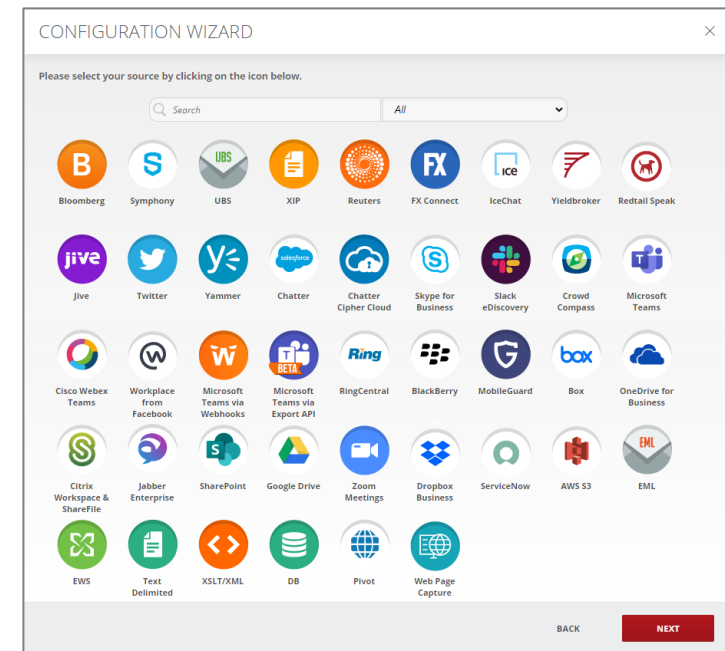 CONFIGURATION WIZARD
Please select your source by clicking on the icon below.
Search All
B UBS FX ICE R
Bloomberg Symphony UBS XIP Reuters FX Connect IceChat Yieldbroker Redtail Speak
jive salesforce S T
Jive Twitter Yammer Chatter Chatter Cipher Cloud Skype for Business Slack eDiscovery Crowd Compass Microsoft Teams
T BETA Ring box
Cisco Webex Teams Workplace from Facebook Microsoft Teams via Webhooks Microsoft Teams via Export API RingCentral BlackBerry MobileGuard Box OneDrive for Business
S EML
Citrix Workspace & ShareFile Jabber Enterprise SharePoint Google Drive Zoom Meetings Dropbox Business ServiceNow AWS S3 EML
EWS Text Delimited XSLT/XML DB Pivot Web Page Capture
BACK NEXT